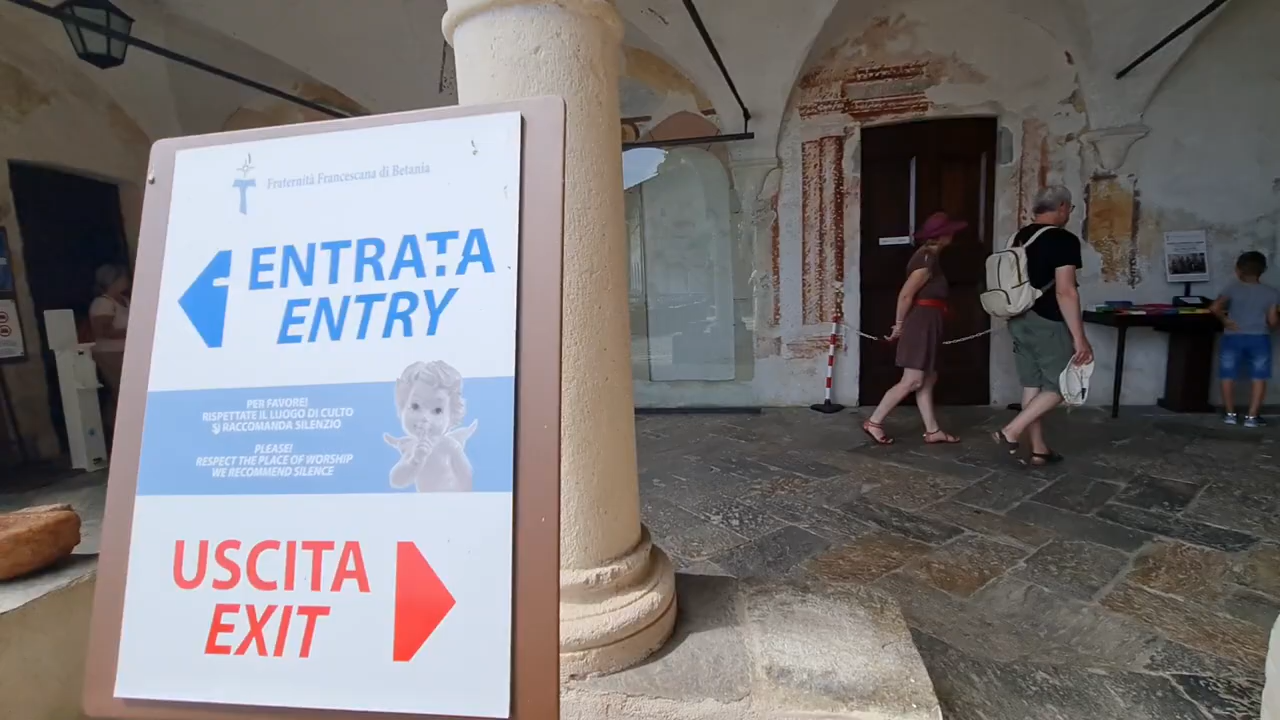 Fraternità Francescana di Betania
ENTRATA
ENTRY
PER FAVORE!
RISPETTATE IL LUOGO DI CULTO
SI RACCOMANDA SILENZIO
PLEASE!
RESPECT THE PLACE OF WORSHIP
WE RECOMMEND SILENCE
USCITA
EXIT